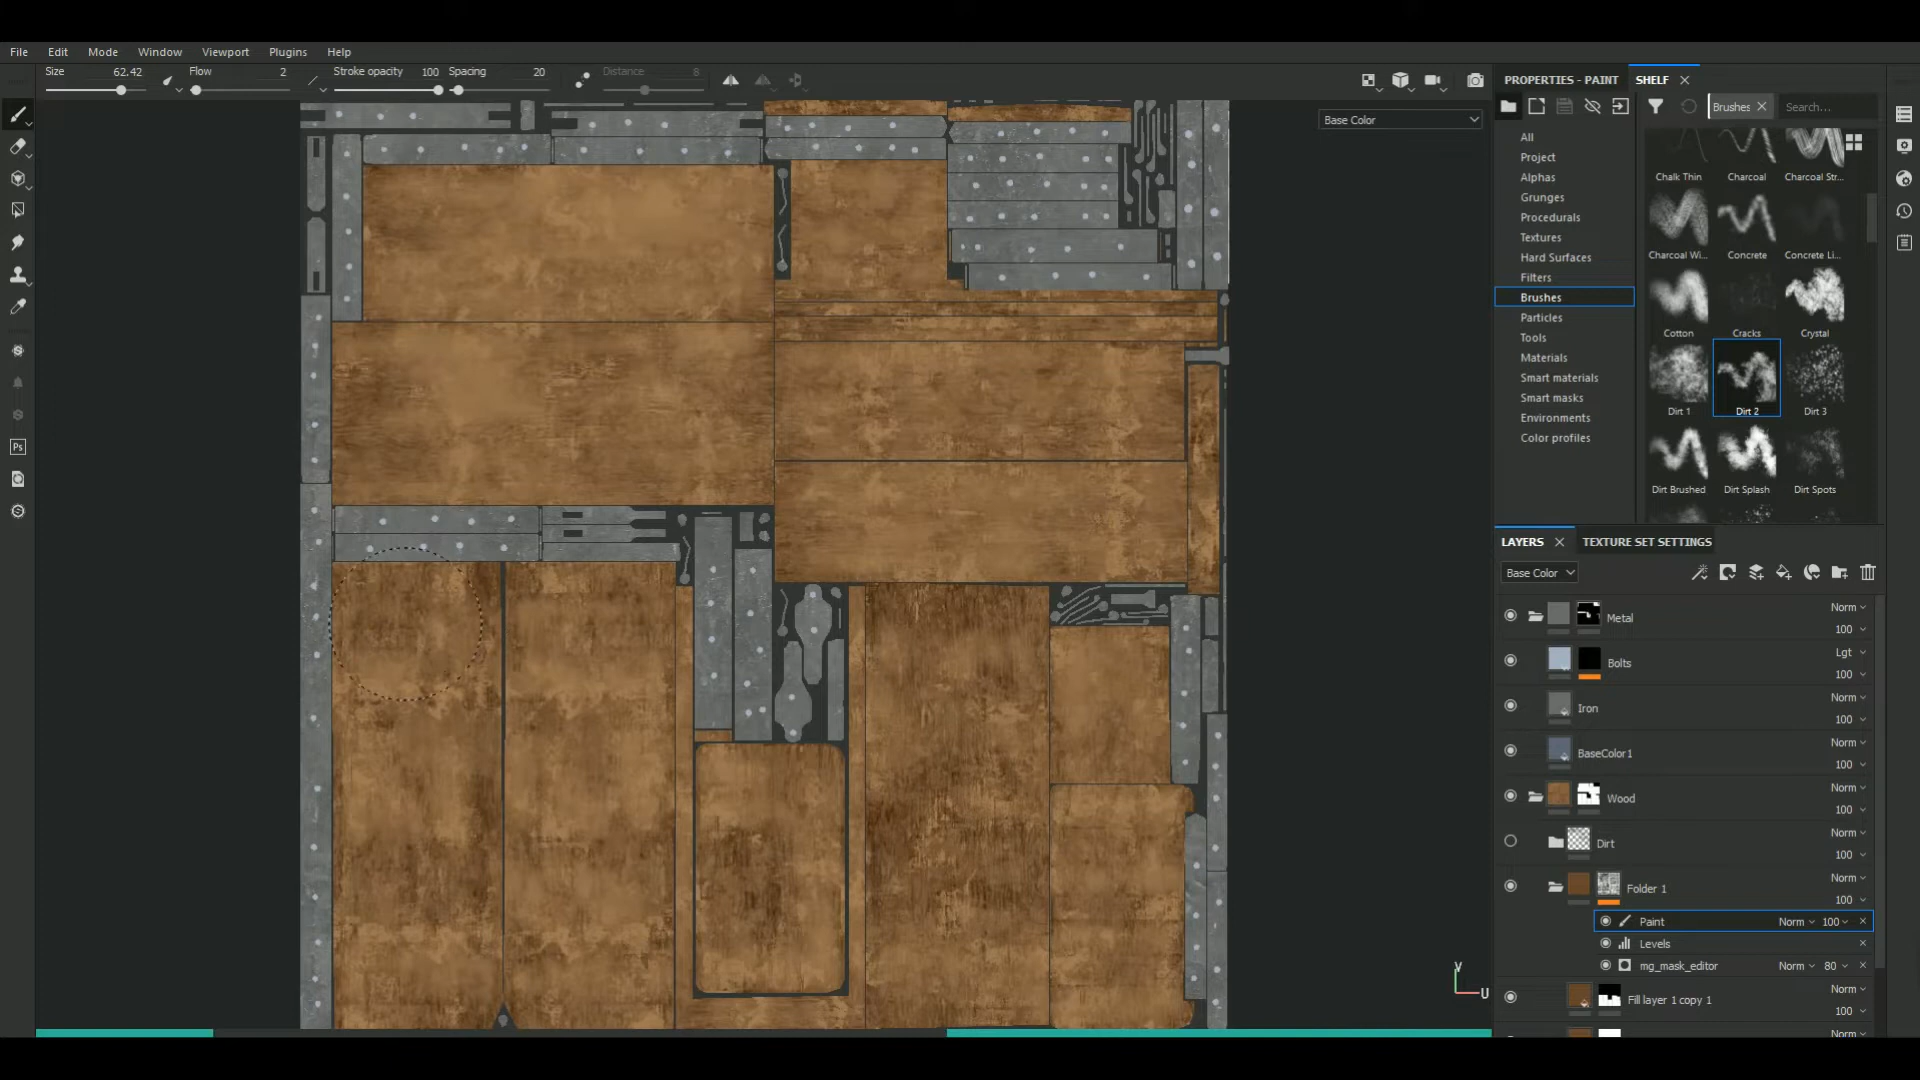 File Edit Mode Window Viewport Plugins Help
Size 62.42 Flow 2 Stroke opacity 100 Spacing 20 Distance 8
PROPERTIES - PAINT SHELF
Brushes Search...
Base Color
All
Project
Alphas
Grunges
Procedurals
Textures
Hard Surfaces
Filters
Brushes
Particles
Tools
Materials
Smart materials
Smart masks
Environments
Color profiles
Chalk Thin Charcoal Charcoal Str...
Charcoal Wi... Concrete Concrete Li...
Cotton Cracks Crystal
Dirt 1 Dirt 2 Dirt 3
Dirt Brushed Dirt Splash Dirt Spots
LAYERS TEXTURE SET SETTINGS
Base Color
Metal Norm 100
Bolts Lgt 100
Iron Norm 100
BaseColor1 Norm 100
Wood Norm 100
Dirt Norm 100
Folder 1 Norm 100
Paint Norm 100
Levels
mg_mask_editor Norm 80
Fill layer 1 copy 1 Norm 100
Norm
Ps
V
U